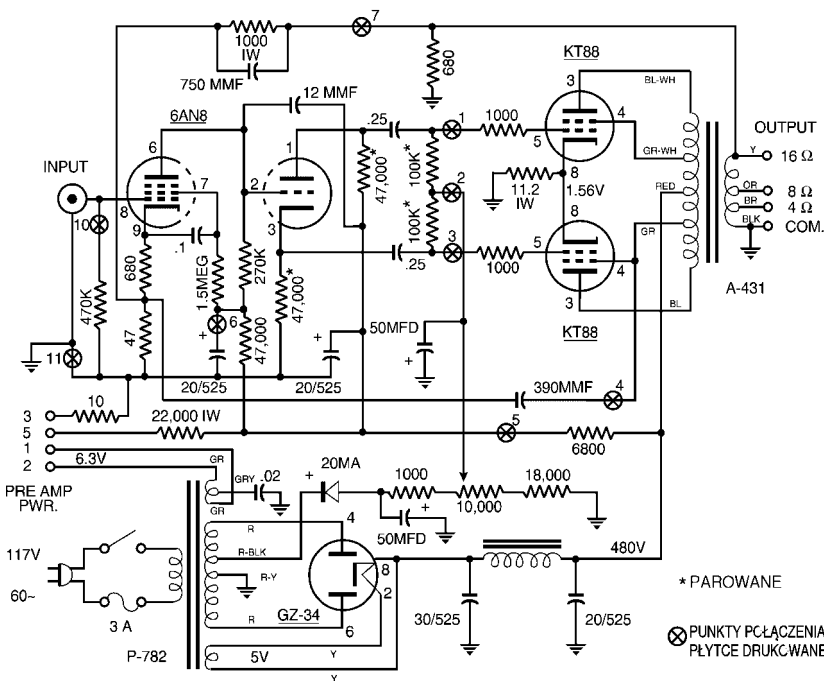 7
1000
IW
750 MMF
680
KT88
3
BL-WH
12 MMF
6AN8
.25
1
1000
4
5
GR-WH
OUTPUT
Y
16 Ω
6
1
INPUT
7
2
47,000*
100K*
2
8
11.2
IW
1.56V
RED
OR
8 Ω
BR
4 Ω
8
10
9
3
100K*
8
GR
BLK
COM.
.1
.25
3
1000
5
4
680
1.5MEG
270K
47,000*
3
BL
A-431
470K
47
+
6
47,000
+
50MFD
+
KT88
11
20/525
20/525
390MMF
4
10
3
22,000 IW
5
5
6800
1
2
6.3V
GR
GRY
.02
+
20MA
1000
18,000
PRE AMP
PWR.
GR
+
10,000
R
4
50MFD
117V
R-BLK
480V
60~
R-Y
8
2
* PAROWANE
3 A
R
GZ-34
6
30/525
20/525
PUNKTY POŁĄCZENIA
PŁYTCE DRUKOWANE
P-782
5V
Y
Y